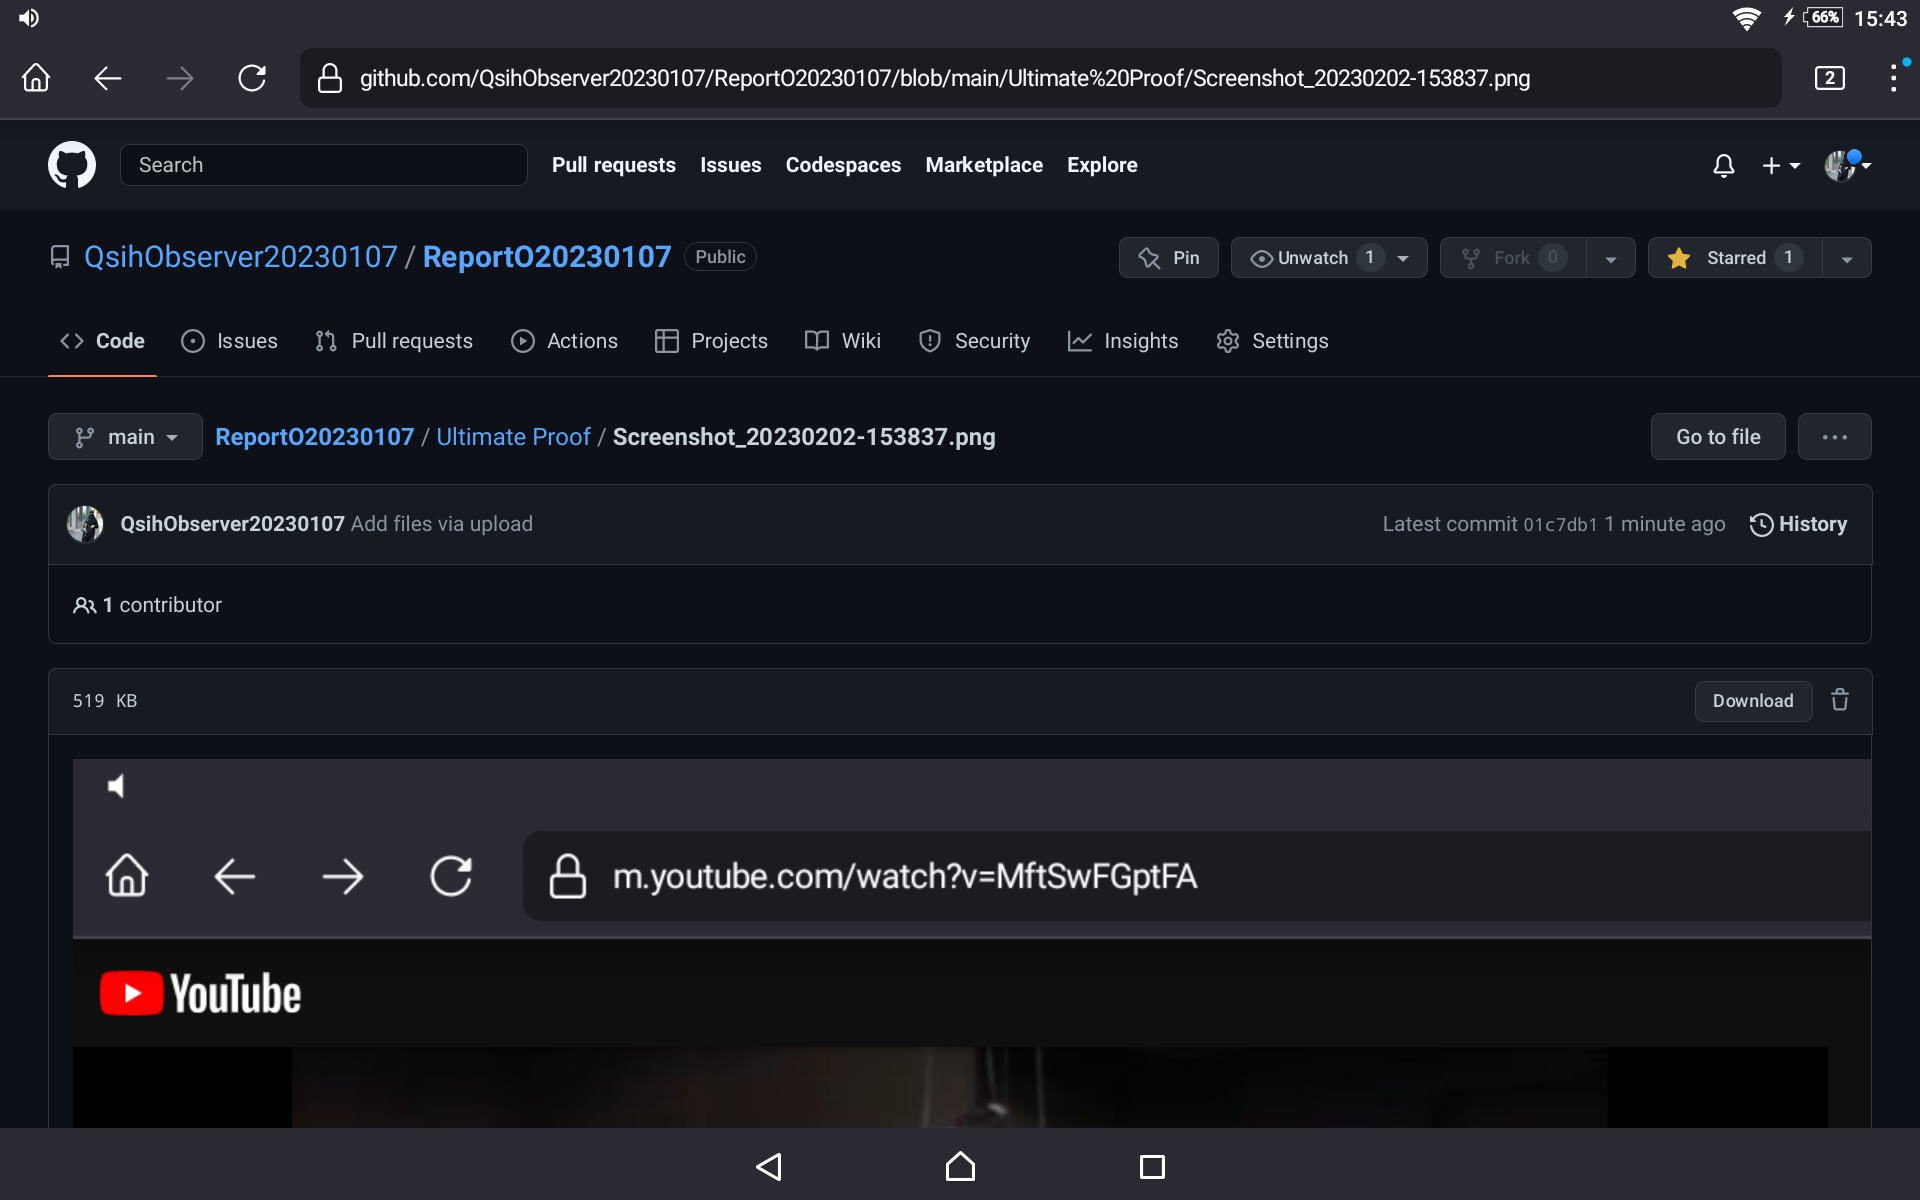 66% 15:43
github.com/QsihObserver20230107/ReportO20230107/blob/main/Ultimate%20Proof/Screenshot_20230202-153837.png
2
Search
Pull requests Issues Codespaces Marketplace Explore
QsihObserver20230107 / ReportO20230107 Public
Pin
Unwatch 1
Fork 0
Starred 1
Code Issues Pull requests Actions Projects Wiki Security Insights Settings
main
ReportO20230107 / Ultimate Proof / Screenshot_20230202-153837.png
Go to file
QsihObserver20230107 Add files via upload
Latest commit 01c7db1 1 minute ago
History
1 contributor
519 KB
Download
m.youtube.com/watch?v=MftSwFGptFA
YouTube